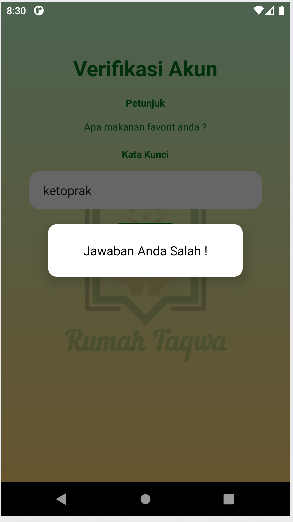 8:30
Verifikasi Akun
Petunjuk
Apa makanan favorit anda ?
Kata Kunci
ketoprak
Jawaban Anda Salah !
Rumah Taqwa